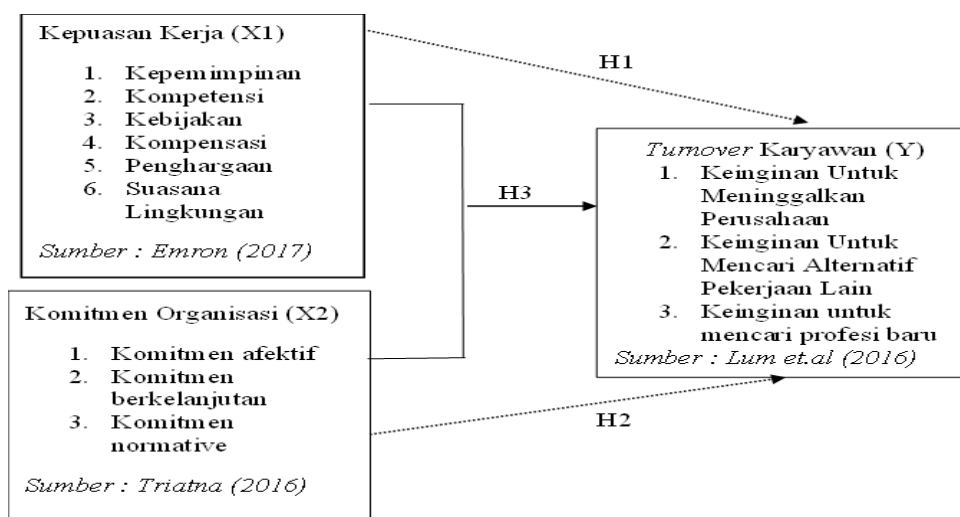 Kepuasan Kerja (X1)
1. Kepemimpinan
2. Kompetensi
3. Kebijakan
4. Kompensasi
5. Penghargaan
6. Suasana
Lingkungan
Sumber : Emron (2017)
Komitmen Organisasi (X2)
1. Komitmen afektif
2. Komitmen
berkelanjutan
3. Komitmen
normative
Sumber : Triatna (2016)
H1
H3
H2
Turnover Karyawan (Y)
1. Keinginan Untuk
Meninggalkan
Perusahaan
2. Keinginan Untuk
Mencari Alternatif
Pekerjaan Lain
3. Keinginan untuk
mencari profesi baru
Sumber : Lum et.al (2016)